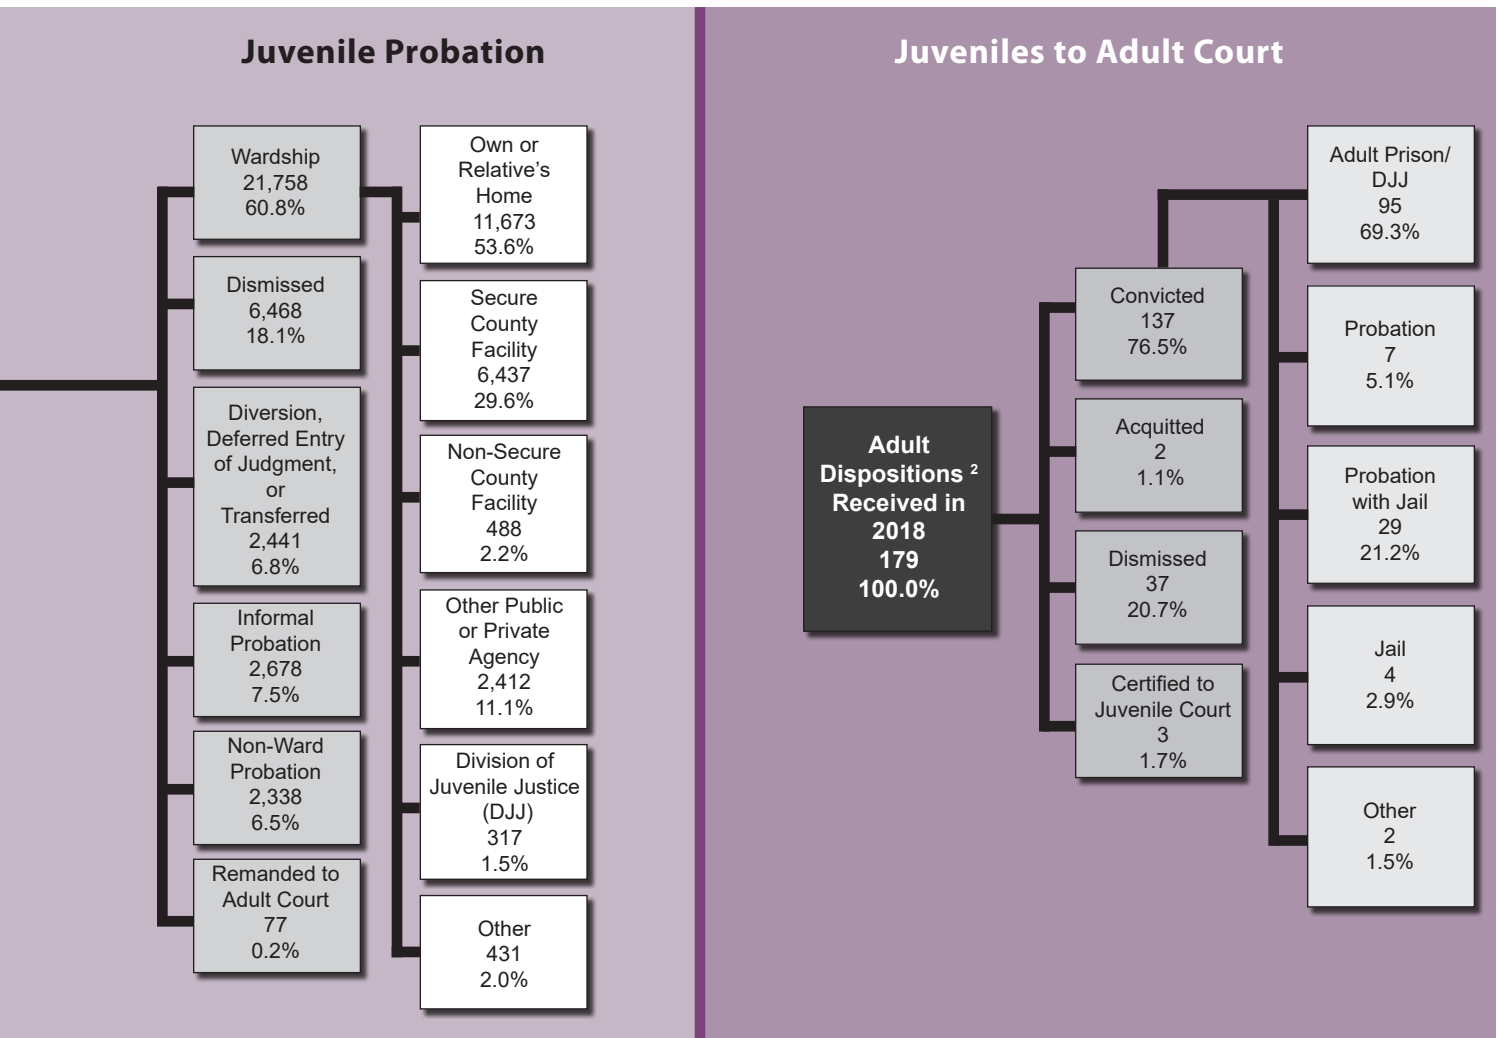 Juvenile Probation
Wardship
21,758
60.8%
Dismissed
6,468
18.1%
Diversion,
Deferred Entry
of Judgment,
or
Transferred
2,441
6.8%
Informal
Probation
2,678
7.5%
Non-Ward
Probation
2,338
6.5%
Remanded to
Adult Court
77
0.2%
Own or
Relative’s
Home
11,673
53.6%
Secure
County
Facility
6,437
29.6%
Non-Secure
County
Facility
488
2.2%
Other Public
or Private
Agency
2,412
11.1%
Division of
Juvenile Justice
(DJJ)
317
1.5%
Other
431
2.0%
Juveniles to Adult Court
Adult
Dispositions ²
Received in
2018
179
100.0%
Convicted
137
76.5%
Acquitted
2
1.1%
Dismissed
37
20.7%
Certified to
Juvenile Court
3
1.7%
Adult Prison/
DJJ
95
69.3%
Probation
7
5.1%
Probation
with Jail
29
21.2%
Jail
4
2.9%
Other
2
1.5%